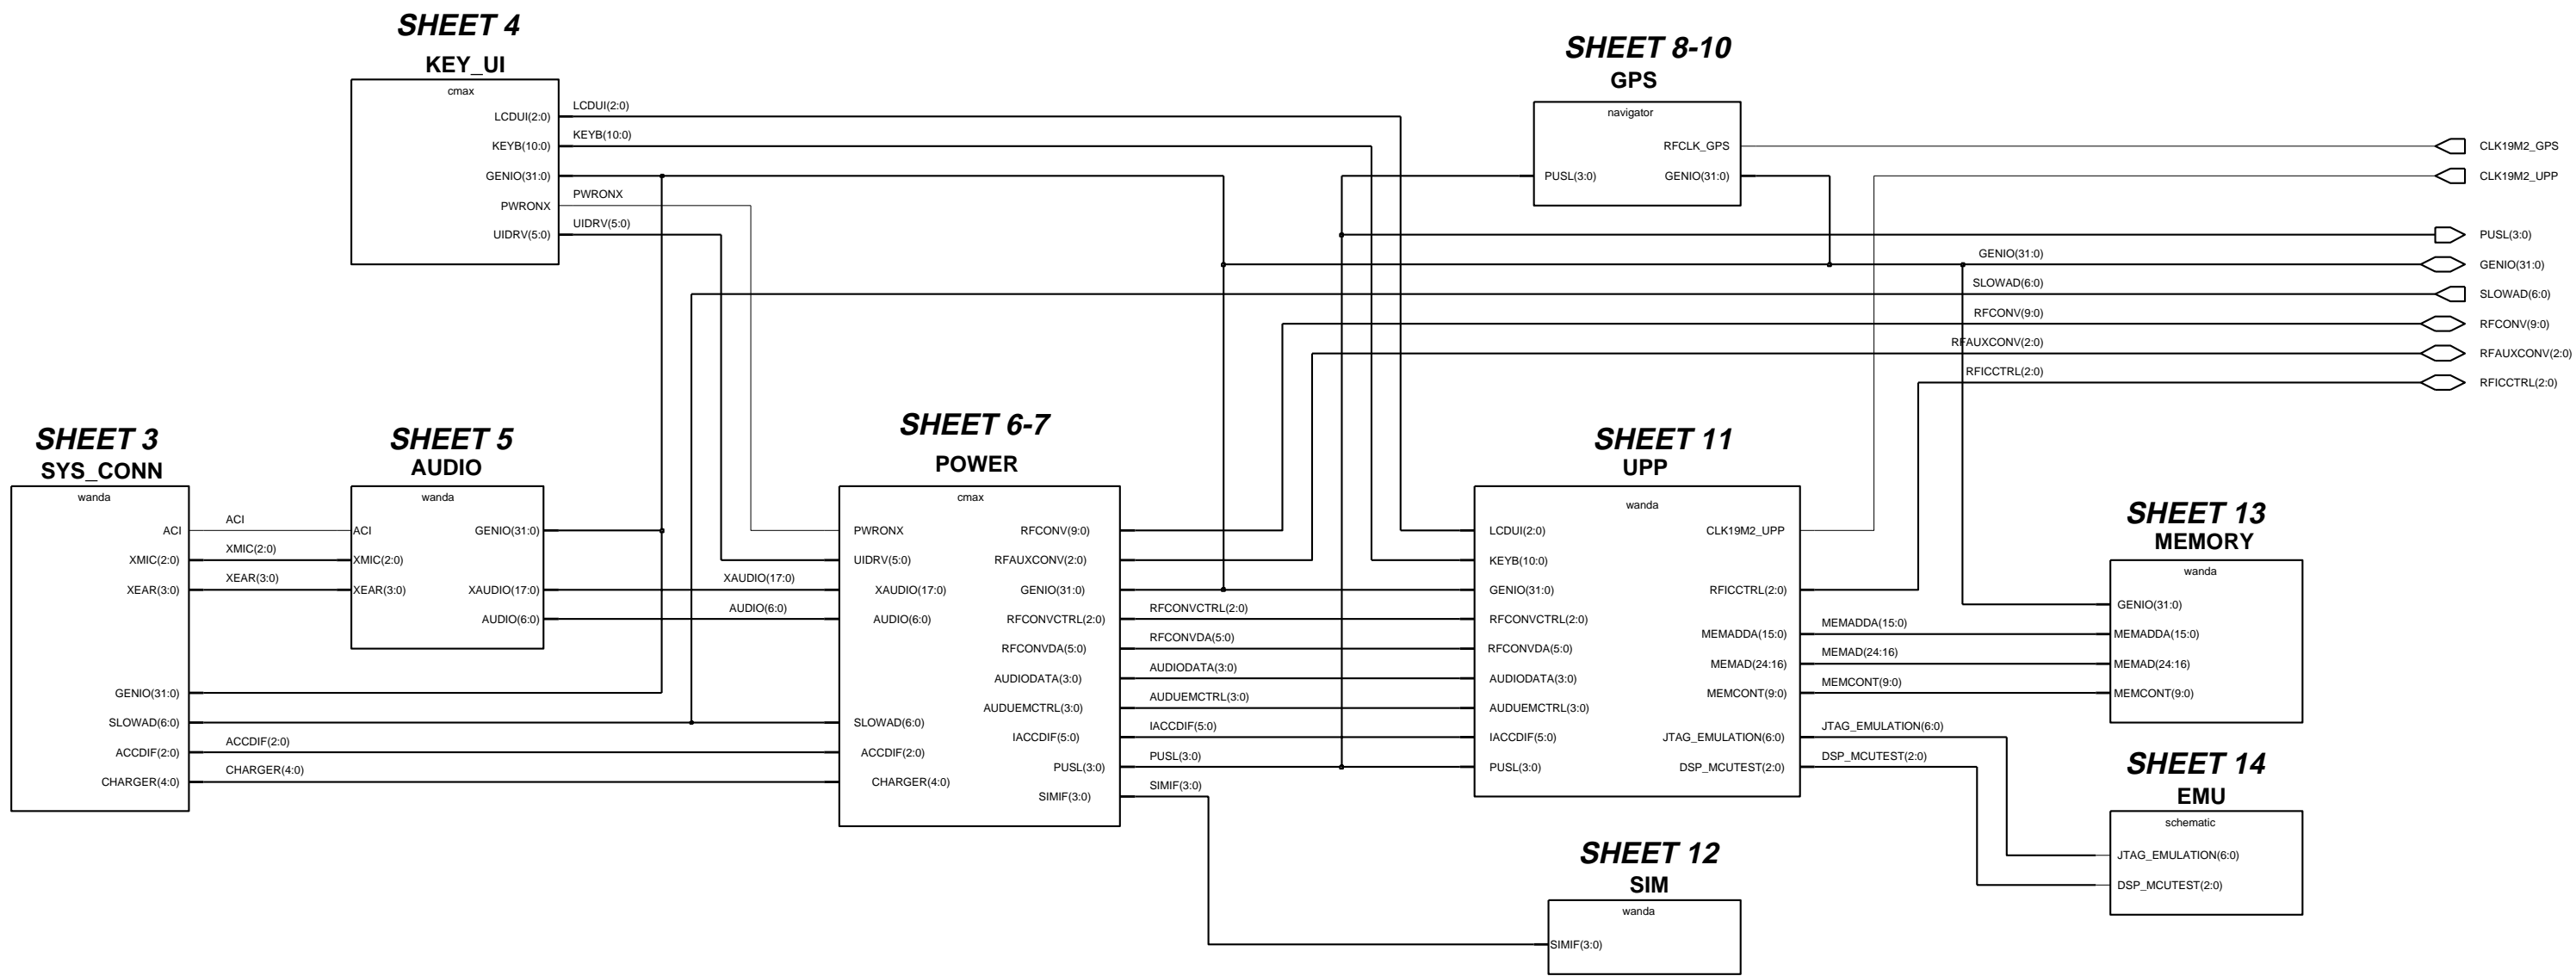 SHEET 4
KEY_UI
cmax
LCDUI(2:0)
KEYB(10:0)
GENIO(31:0)
PWRONX
UIDRV(5:0)
LCDUI(2:0)
KEYB(10:0)
PWRONX
UIDRV(5:0)
SHEET 8-10
GPS
navigator
RFCLK_GPS
PUSL(3:0)
GENIO(31:0)
CLK19M2_GPS
CLK19M2_UPP
PUSL(3:0)
GENIO(31:0)
GENIO(31:0)
SLOWAD(6:0)
SLOWAD(6:0)
RFCONV(9:0)
RFCONV(9:0)
RFAUXCONV(2:0)
RFAUXCONV(2:0)
RFICCTRL(2:0)
RFICCTRL(2:0)
SHEET 3
SYS_CONN
wanda
ACI
XMIC(2:0)
XEAR(3:0)
GENIO(31:0)
SLOWAD(6:0)
ACCDIF(2:0)
CHARGER(4:0)
ACI
XMIC(2:0)
XEAR(3:0)
ACCDIF(2:0)
CHARGER(4:0)
SHEET 5
AUDIO
wanda
ACI
XMIC(2:0)
XEAR(3:0)
GENIO(31:0)
XAUDIO(17:0)
AUDIO(6:0)
XAUDIO(17:0)
AUDIO(6:0)
SHEET 6-7
POWER
cmax
PWRONX
UIDRV(5:0)
XAUDIO(17:0)
AUDIO(6:0)
SLOWAD(6:0)
ACCDIF(2:0)
CHARGER(4:0)
RFCONV(9:0)
RFAUXCONV(2:0)
GENIO(31:0)
RFCONVCTRL(2:0)
RFCONVDA(5:0)
AUDIODATA(3:0)
AUDUEMCTRL(3:0)
IACCDIF(5:0)
PUSL(3:0)
SIMIF(3:0)
RFCONVCTRL(2:0)
RFCONVDA(5:0)
AUDIODATA(3:0)
AUDUEMCTRL(3:0)
IACCDIF(5:0)
PUSL(3:0)
SIMIF(3:0)
SHEET 11
UPP
wanda
LCDUI(2:0)
KEYB(10:0)
GENIO(31:0)
RFCONVCTRL(2:0)
RFCONVDA(5:0)
AUDIODATA(3:0)
AUDUEMCTRL(3:0)
IACCDIF(5:0)
PUSL(3:0)
CLK19M2_UPP
RFICCTRL(2:0)
MEMADDA(15:0)
MEMAD(24:16)
MEMCONT(9:0)
JTAG_EMULATION(6:0)
DSP_MCUTEST(2:0)
MEMADDA(15:0)
MEMAD(24:16)
MEMCONT(9:0)
JTAG_EMULATION(6:0)
DSP_MCUTEST(2:0)
SHEET 13
MEMORY
wanda
GENIO(31:0)
MEMADDA(15:0)
MEMAD(24:16)
MEMCONT(9:0)
SHEET 14
EMU
schematic
JTAG_EMULATION(6:0)
DSP_MCUTEST(2:0)
SHEET 12
SIM
wanda
SIMIF(3:0)